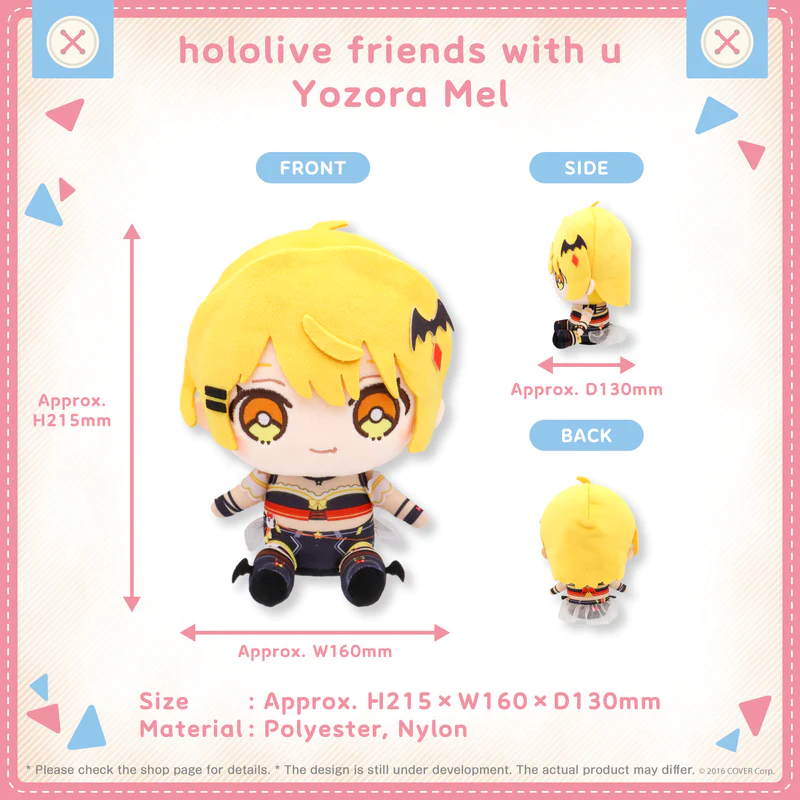 hololive friends with u
Yozora Mel
FRONT
SIDE
Approx.
H215mm
Approx. D130mm
BACK
Approx. W160mm
Size : Approx. H215×W160×D130mm
Material : Polyester, Nylon
* Please check the shop page for details. * The design is still under development. The actual product may differ. © 2016 COVER Corp.